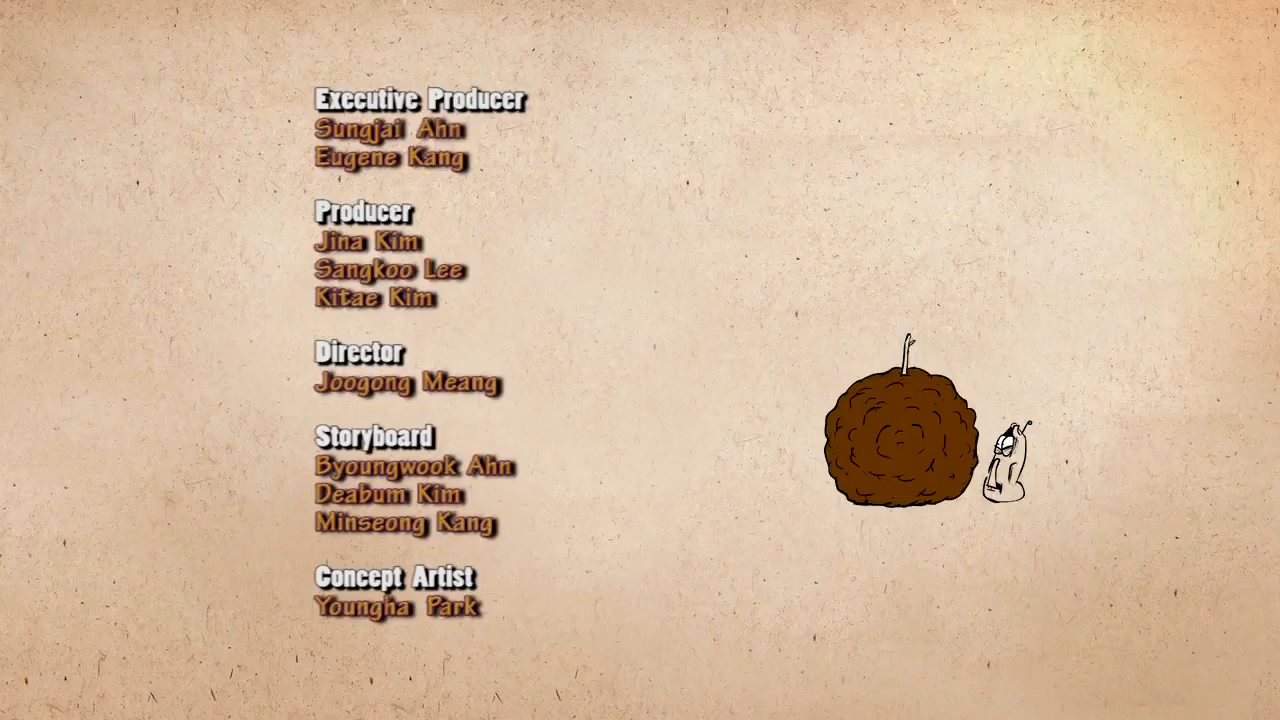 Executive Producer
Sungjai Ahn
Eugene Kang
Producer
Jina Kim
Sangkoo Lee
Kitae Kim
Director
Joogong Meang
Storyboard
Byoungwook Ahn
Deabum Kim
Minseong Kang
Concept Artist
Youngha Park